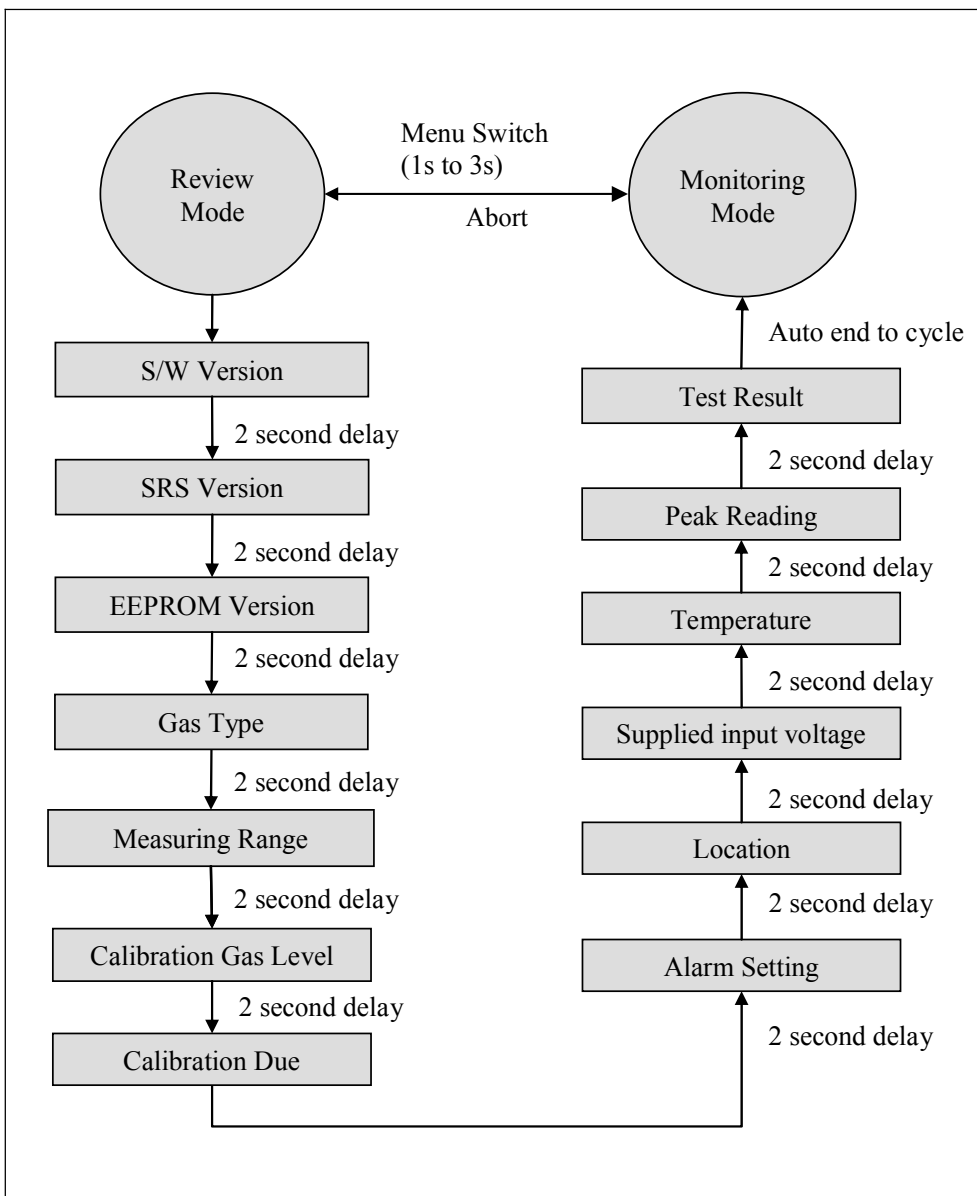 Review
Mode
Menu Switch
(1s to 3s)
Abort
Monitoring
Mode
S/W Version
2 second delay
SRS Version
2 second delay
EEPROM Version
2 second delay
Gas Type
2 second delay
Measuring Range
2 second delay
Calibration Gas Level
2 second delay
Calibration Due
2 second delay
Alarm Setting
2 second delay
Location
2 second delay
Supplied input voltage
2 second delay
Temperature
2 second delay
Peak Reading
2 second delay
Test Result
Auto end to cycle